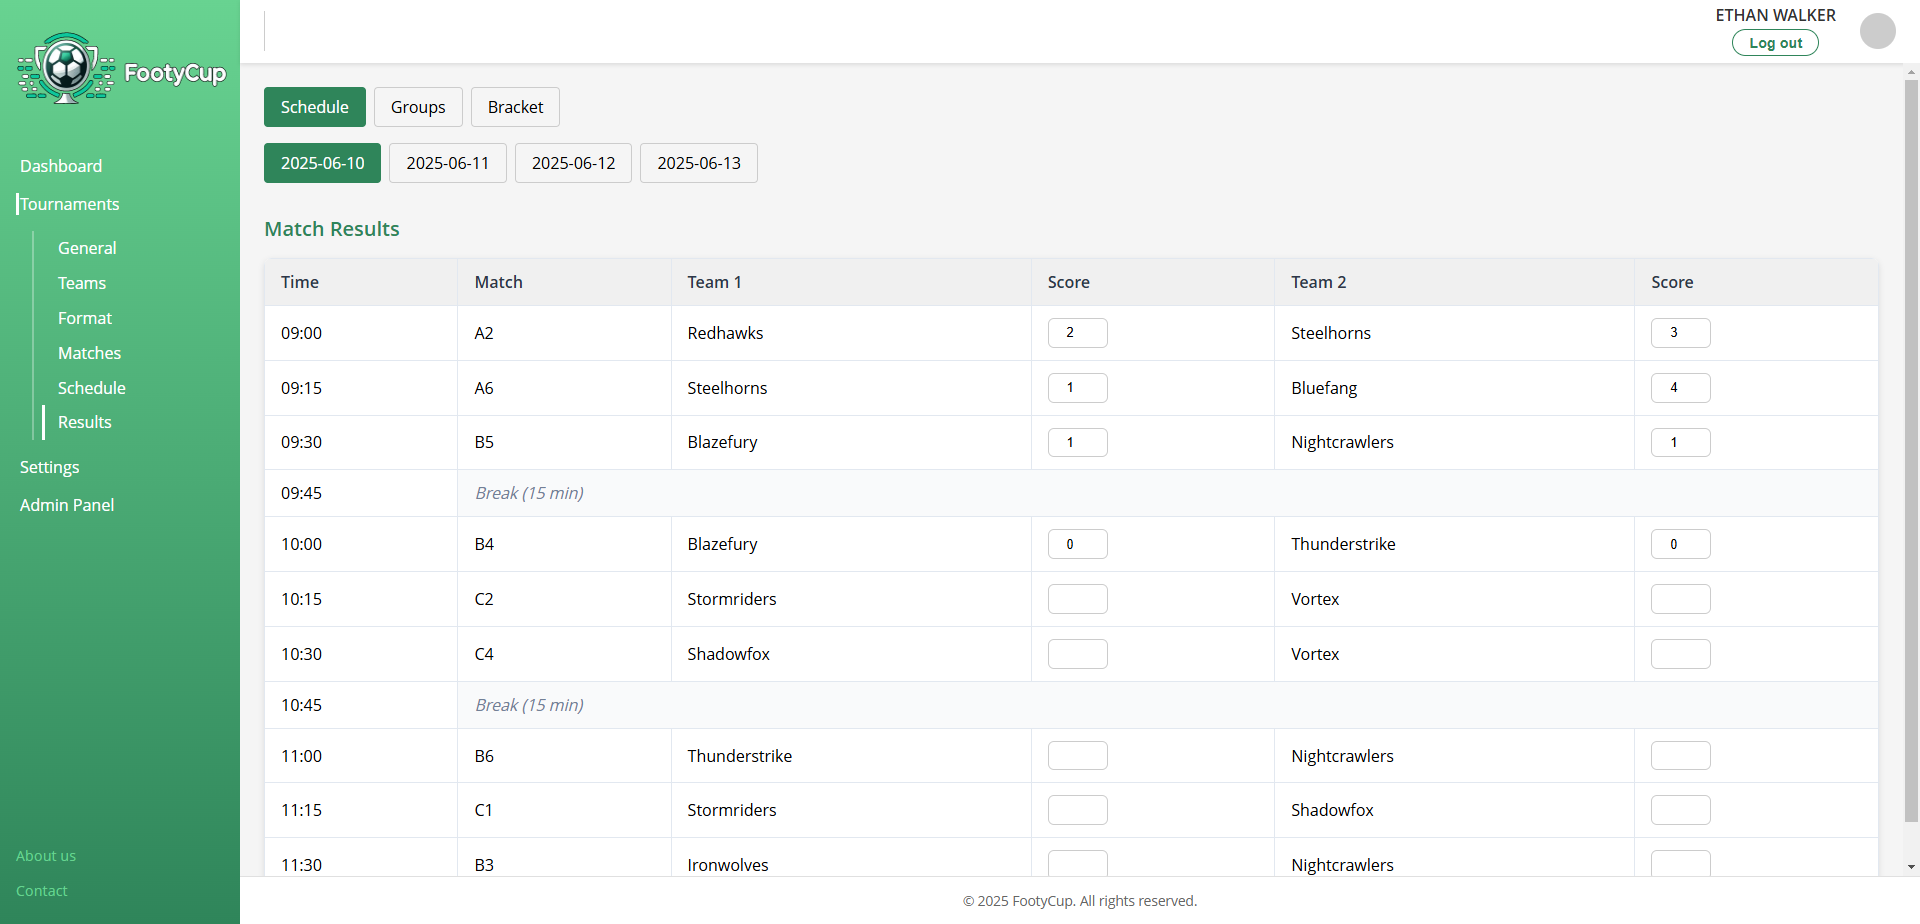 FootyCup
ETHAN WALKER
Log out
Dashboard
Tournaments
General
Teams
Format
Matches
Schedule
Results
Settings
Admin Panel
About us
Contact
Schedule Groups Bracket
2025-06-10 2025-06-11 2025-06-12 2025-06-13
Match Results
Time Match Team 1 Score Team 2 Score
09:00 A2 Redhawks 2 Steelhorns 3
09:15 A6 Steelhorns 1 Bluefang 4
09:30 B5 Blazefury 1 Nightcrawlers 1
09:45 Break (15 min)
10:00 B4 Blazefury 0 Thunderstrike 0
10:15 C2 Stormriders Vortex
10:30 C4 Shadowfox Vortex
10:45 Break (15 min)
11:00 B6 Thunderstrike Nightcrawlers
11:15 C1 Stormriders Shadowfox
11:30 B3 Ironwolves Nightcrawlers
© 2025 FootyCup. All rights reserved.